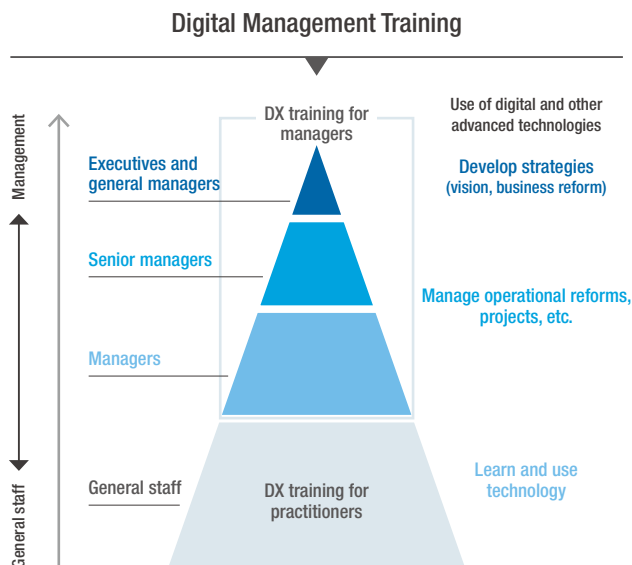 Digital Management Training
Management
General staff
DX training for
managers
Use of digital and other
advanced technologies
Executives and
general managers
Develop strategies
(vision, business reform)
Senior managers
Manage operational reforms,
projects, etc.
Managers
General staff
DX training for
practitioners
Learn and use
technology